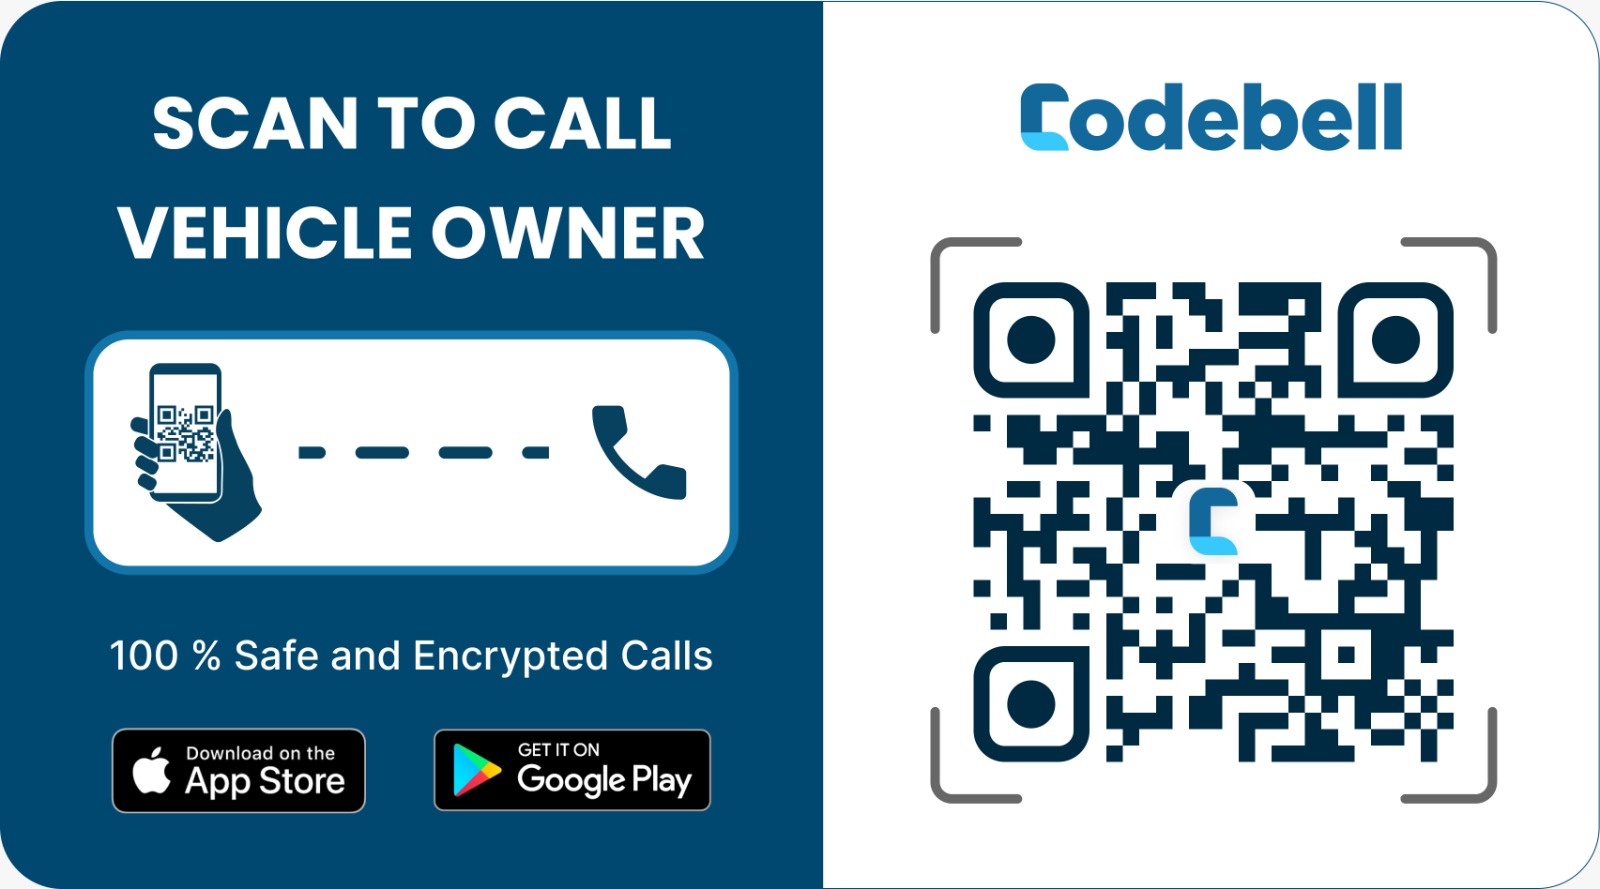 SCAN TO CALL
VEHICLE OWNER
100 % Safe and Encrypted Calls
Download on the
App Store
GET IT ON
Google Play
Codebell